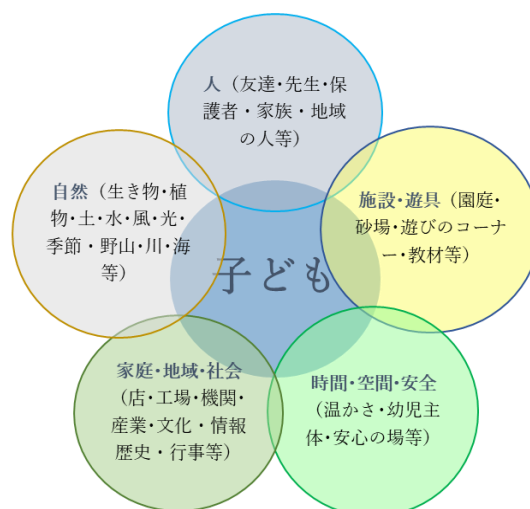 人（友達・先生・保
護者・家族・地域
の人等）
自然（生き物・植
物・土・水・風・光・
季節・野山・川・海
等）
施設・遊具（園庭・
砂場・遊びのコーナ
ー・教材等）
子ども
家庭・地域・社会
（店・工場・機関・
産業・文化・情報
歴史・行事等）
時間・空間・安全
（温かさ・幼児主
体・安心の場等）